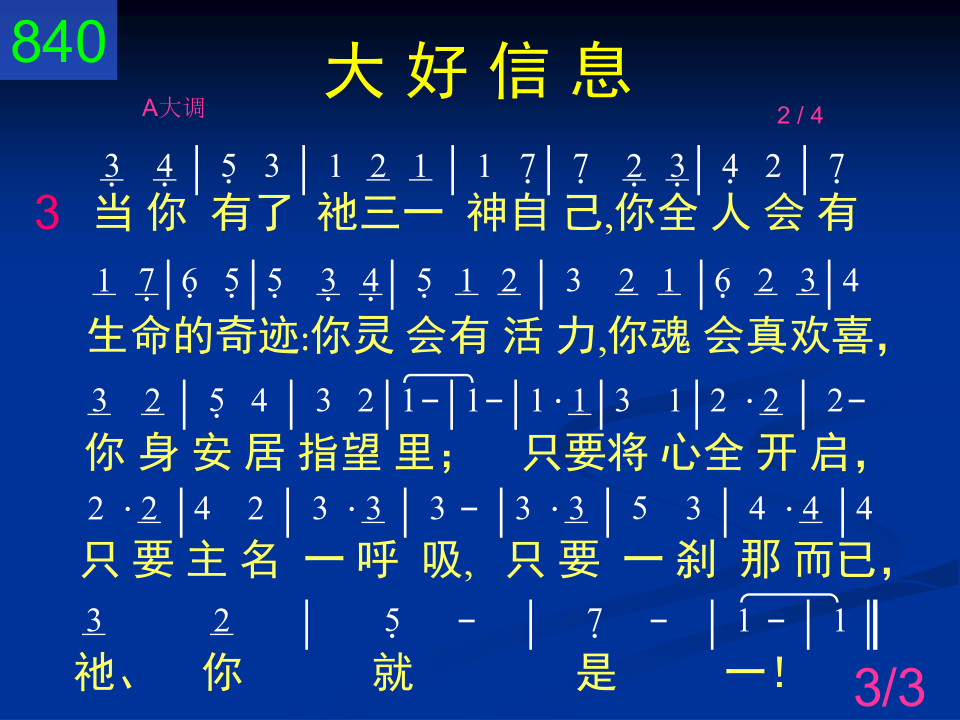 840
大 好 信 息
A大调
2 / 4
3 4 | 5 3 | 1 2 1 | 1 7 | 7 2 3 | 4 2 | 7
3 当 你 有了 祂三一 神自 己,你全 人 会 有
1 7 | 6 5 | 5 3 4 | 5 1 2 | 3 2 1 | 6 2 3 | 4
生命的奇迹:你灵 会有 活 力,你魂 会真欢喜，
3 2 | 5 4 | 3 2 | 1 - | 1 - | 1 · 1 | 3 1 | 2 · 2 | 2 -
你 身 安 居 指望 里； 只要将 心全 开 启，
2 · 2 | 4 2 | 3 · 3 | 3 - | 3 · 3 | 5 3 | 4 · 4 | 4
只 要 主 名 一 呼 吸, 只 要 一 刹 那 而已，
3 2 | 5 - | 7 - | 1 - | 1 ‖
祂、 你 就 是 一！
3/3